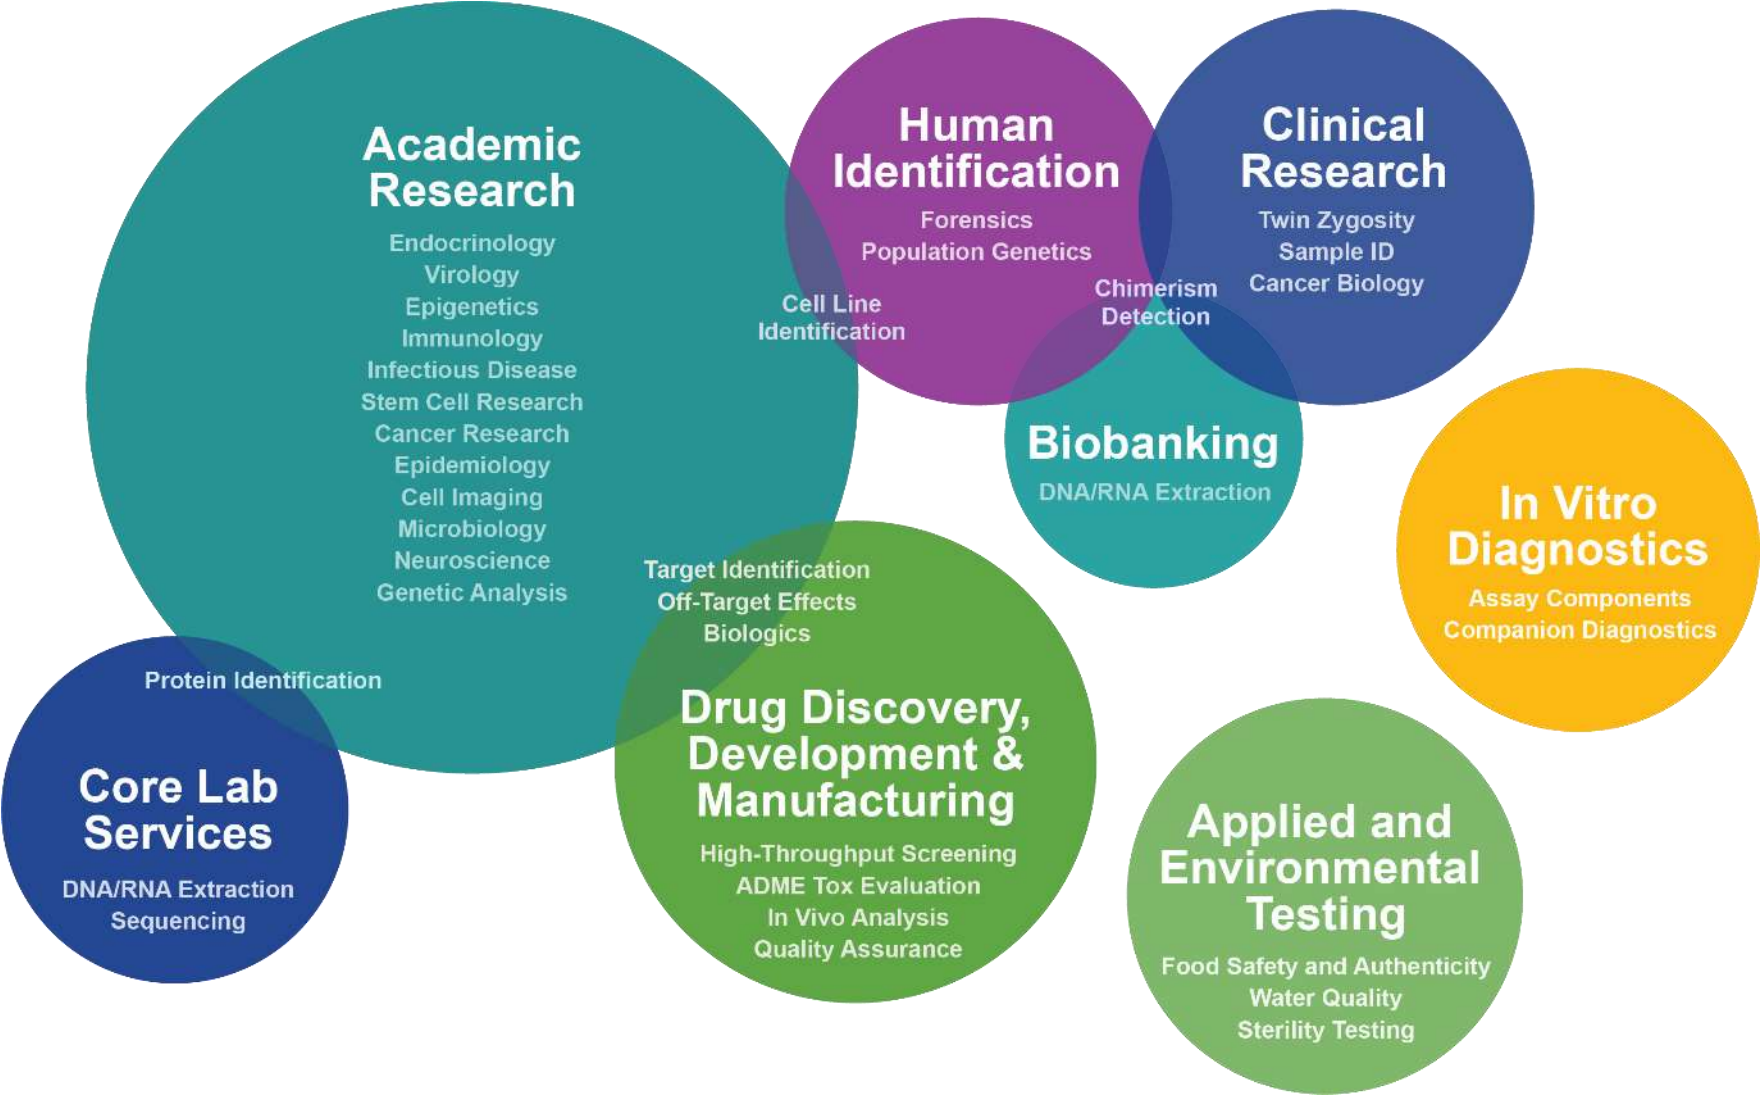 Academic
Research
Endocrinology
Virology
Epigenetics
Immunology
Infectious Disease
Stem Cell Research
Cancer Research
Epidemiology
Cell Imaging
Microbiology
Neuroscience
Genetic Analysis
Cell Line
Identification
Human
Identification
Forensics
Population Genetics
Chimerism
Detection
Clinical
Research
Twin Zygosity
Sample ID
Cancer Biology
Biobanking
DNA/RNA Extraction
In Vitro
Diagnostics
Assay Components
Companion Diagnostics
Protein Identification
Core Lab
Services
DNA/RNA Extraction
Sequencing
Target Identification
Off-Target Effects
Biologics
Drug Discovery,
Development &
Manufacturing
High-Throughput Screening
ADME Tox Evaluation
In Vivo Analysis
Quality Assurance
Applied and
Environmental
Testing
Food Safety and Authenticity
Water Quality
Sterility Testing